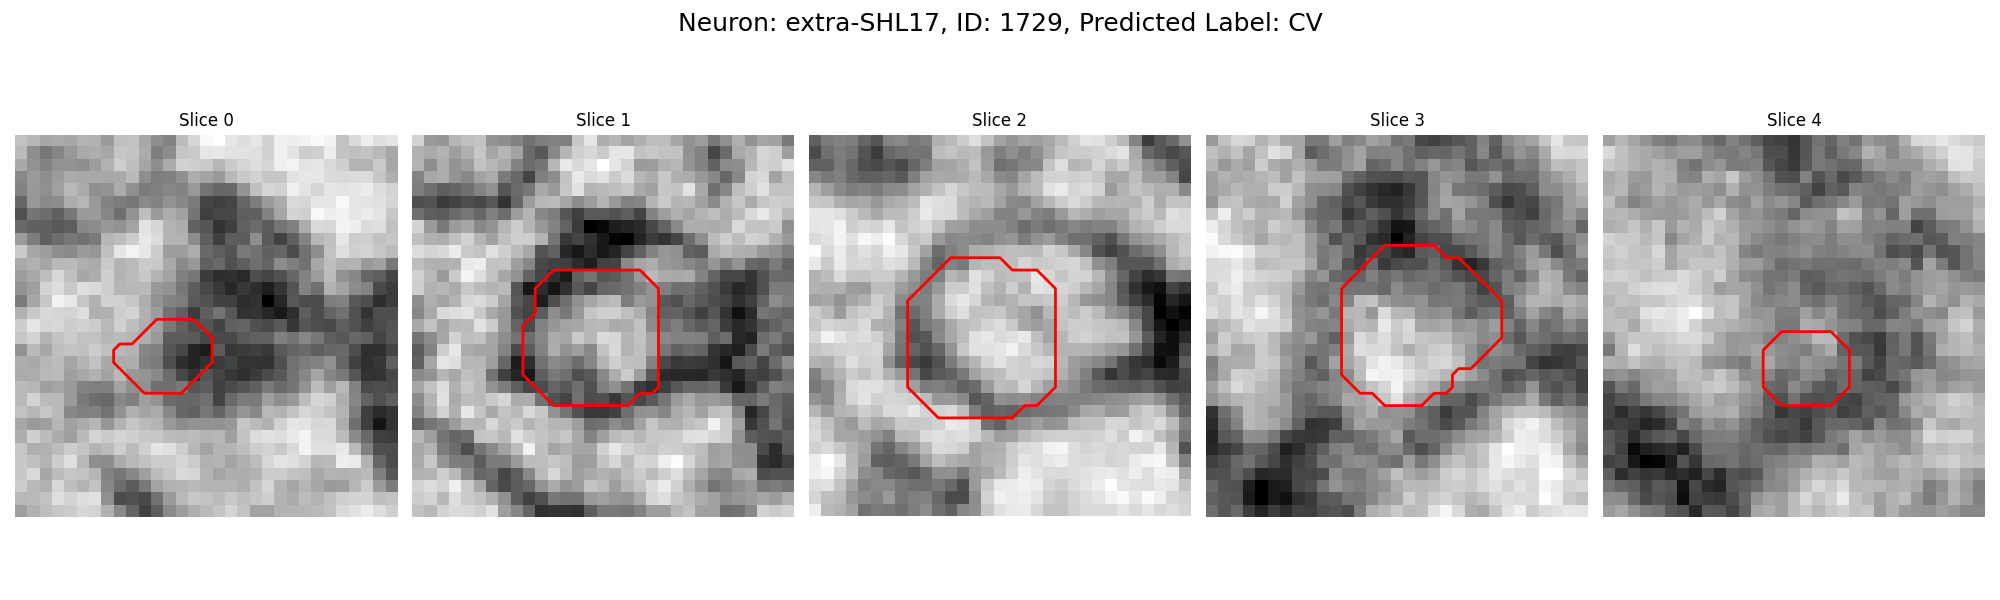 Neuron: extra-SHL17, ID: 1729, Predicted Label: CV
Slice 0
Slice 1
Slice 2
Slice 3
Slice 4